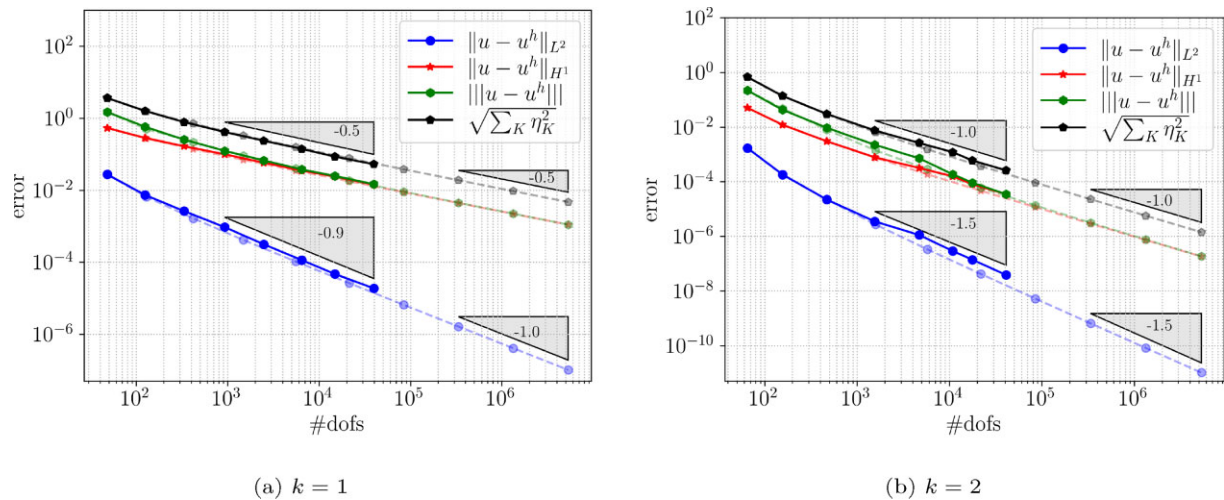 10^2
10^0
10^-2
10^-4
10^-6
error
‖u − u^h‖_{L^2}
‖u − u^h‖_{H^1}
|||u − u^h|||
√∑_K η_K^2
-0.5
-0.5
-0.9
-1.0
10^2 10^3 10^4 10^5 10^6
#dofs
(a) k = 1
10^2
10^0
10^-2
10^-4
10^-6
10^-8
10^-10
error
‖u − u^h‖_{L^2}
‖u − u^h‖_{H^1}
|||u − u^h|||
√∑_K η_K^2
-1.0
-1.0
-1.5
-1.5
10^2 10^3 10^4 10^5 10^6
#dofs
(b) k = 2